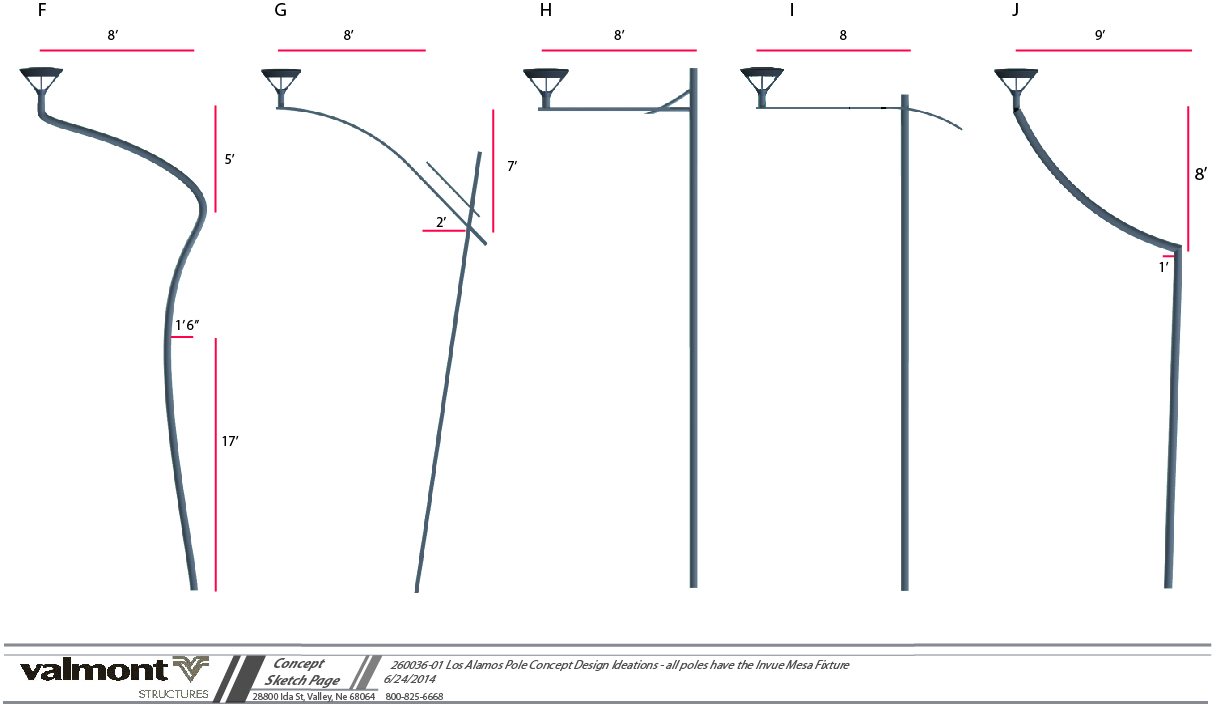 F G H I J
8’ 8’ 8’ 8 9’
5’ 7’ 8’
2’
1’
1’6”
17’
valmont
STRUCTURES
Concept
Sketch Page
260036-01 Los Alamos Pole Concept Design Ideations - all poles have the Invue Mesa Fixture
6/24/2014
28800 Ida St, Valley, Ne 68064 800-825-6668